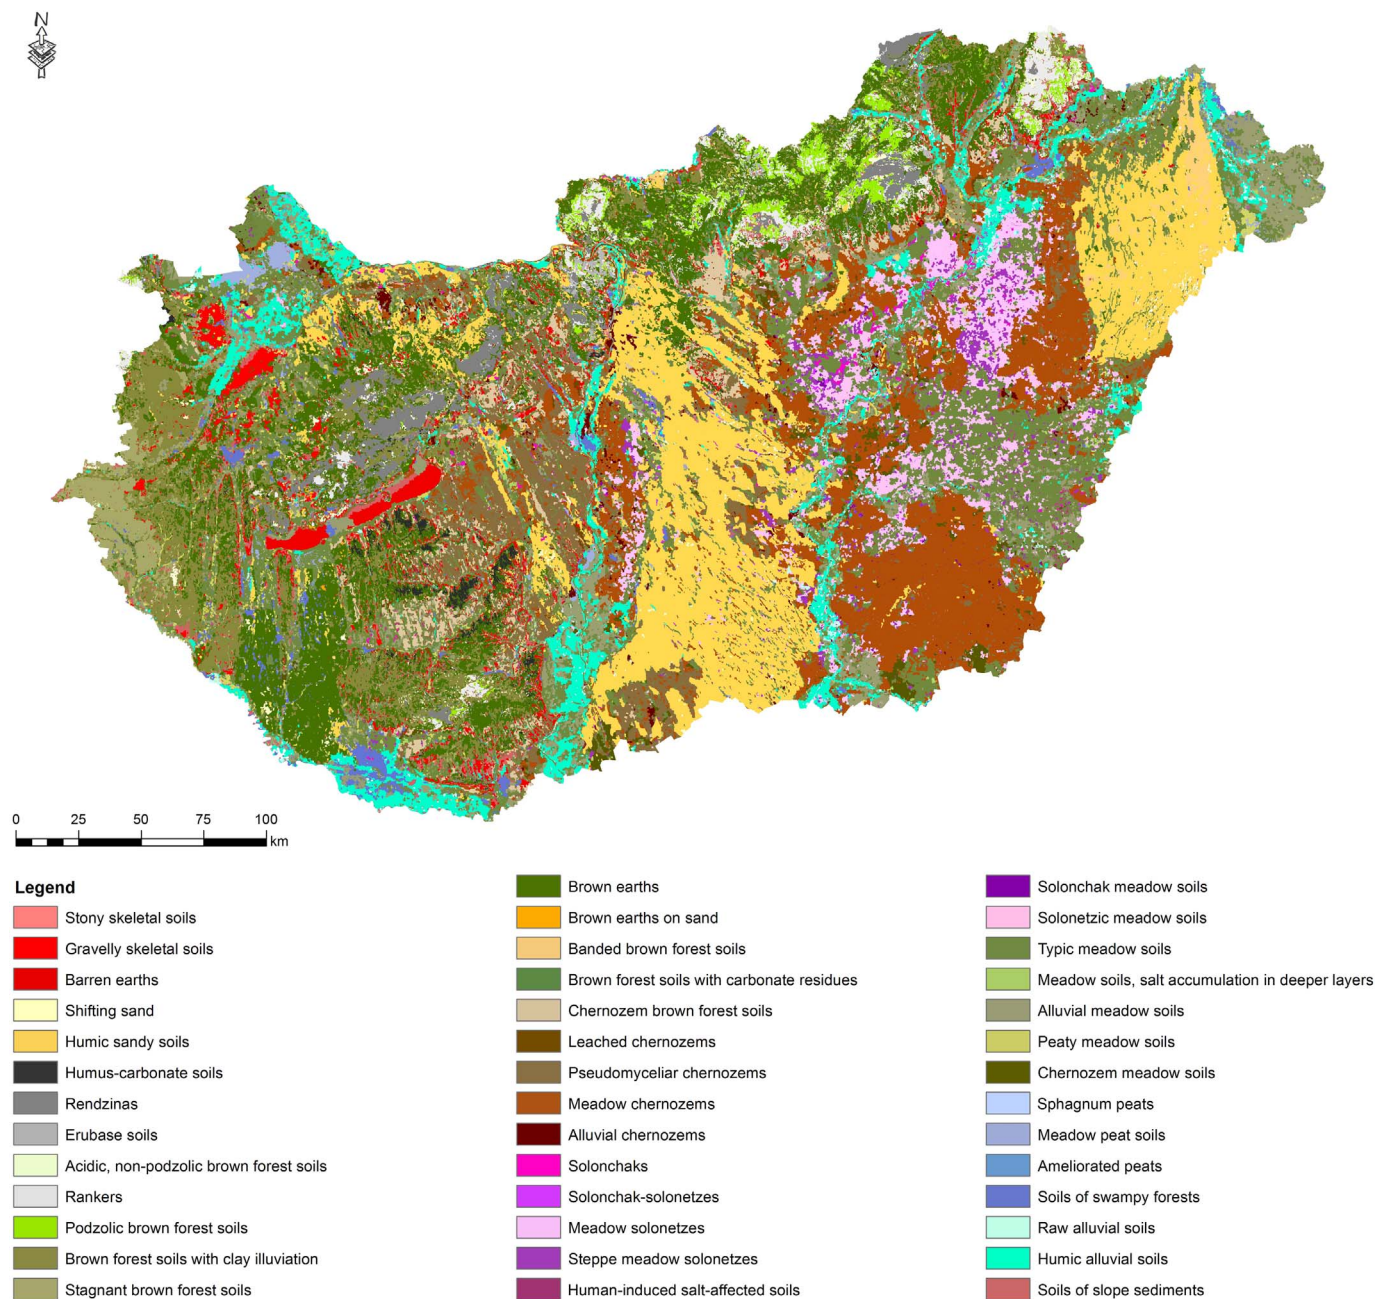 N
0 25 50 75 100
km
Legend
Stony skeletal soils
Gravelly skeletal soils
Barren earths
Shifting sand
Humic sandy soils
Humus-carbonate soils
Rendzinas
Erubase soils
Acidic, non-podzolic brown forest soils
Rankers
Podzolic brown forest soils
Brown forest soils with clay illuviation
Stagnant brown forest soils
Brown earths
Brown earths on sand
Banded brown forest soils
Brown forest soils with carbonate residues
Chernozem brown forest soils
Leached chernozems
Pseudomyceliar chernozems
Meadow chernozems
Alluvial chernozems
Solonchaks
Solonchak-solonetzes
Meadow solonetzes
Steppe meadow solonetzes
Human-induced salt-affected soils
Solonchak meadow soils
Solonetzic meadow soils
Typic meadow soils
Meadow soils, salt accumulation in deeper layers
Alluvial meadow soils
Peaty meadow soils
Chernozem meadow soils
Sphagnum peats
Meadow peat soils
Ameliorated peats
Soils of swampy forests
Raw alluvial soils
Humic alluvial soils
Soils of slope sediments